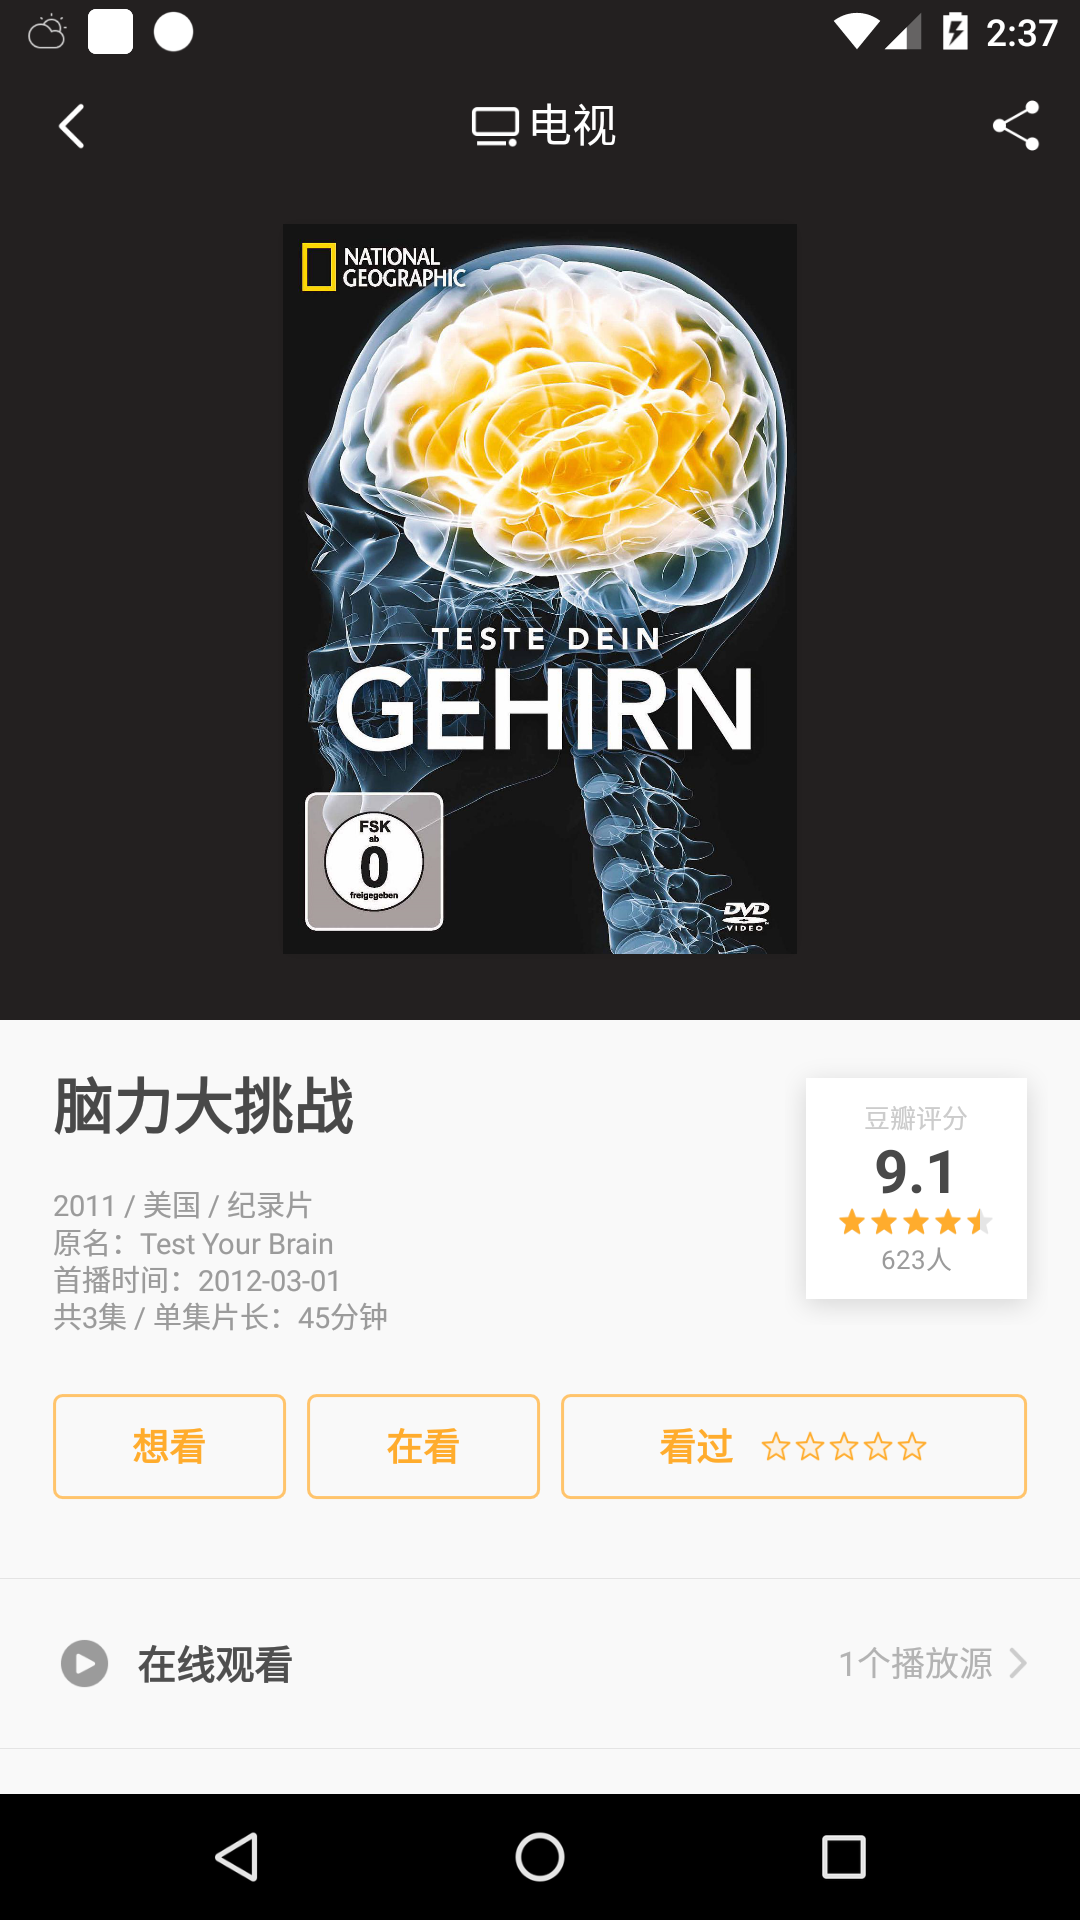 2:37
电视
NATIONAL
GEOGRAPHIC
TESTE DEIN
GEHIRN
FSK
ab
0
freigegeben
DVD
VIDEO
脑力大挑战
2011 / 美国 / 纪录片
原名：Test Your Brain
首播时间：2012-03-01
共3集 / 单集片长：45分钟
豆瓣评分
9.1
623人
想看
在看
看过
在线观看
1个播放源